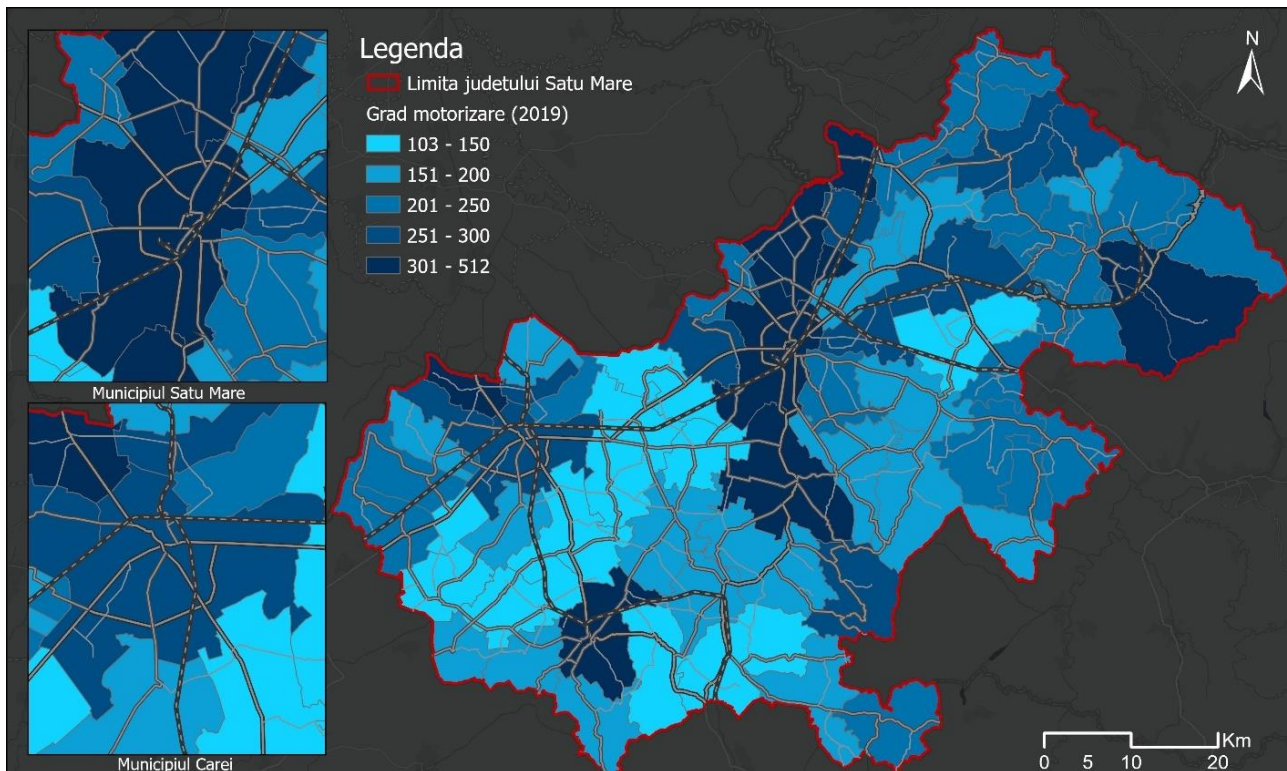 Legenda
Limita judetului Satu Mare
Grad motorizare (2019)
103 - 150
151 - 200
201 - 250
251 - 300
301 - 512
N
Municipiul Satu Mare
Municipiul Carei
Km
0 5 10 20